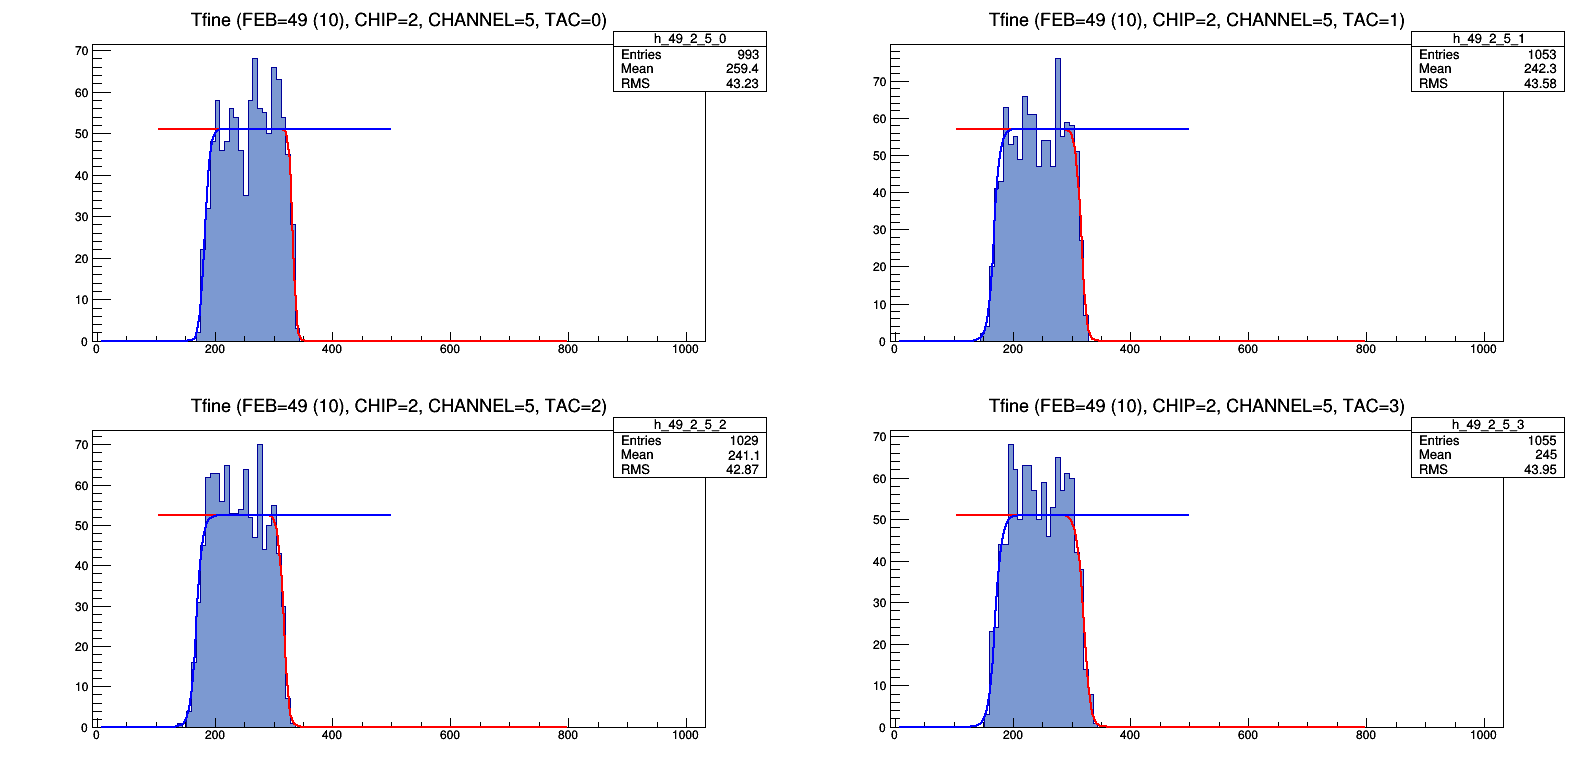 Tfine (FEB=49 (10), CHIP=2, CHANNEL=5, TAC=0)
h_49_2_5_0
Entries 993
Mean 259.4
RMS 43.23
70
60
50
40
30
20
10
0
0 200 400 600 800 1000
Tfine (FEB=49 (10), CHIP=2, CHANNEL=5, TAC=1)
h_49_2_5_1
Entries 1053
Mean 242.3
RMS 43.58
70
60
50
40
30
20
10
0
0 200 400 600 800 1000
Tfine (FEB=49 (10), CHIP=2, CHANNEL=5, TAC=2)
h_49_2_5_2
Entries 1029
Mean 241.1
RMS 42.87
70
60
50
40
30
20
10
0
0 200 400 600 800 1000
Tfine (FEB=49 (10), CHIP=2, CHANNEL=5, TAC=3)
h_49_2_5_3
Entries 1055
Mean 245
RMS 43.95
70
60
50
40
30
20
10
0
0 200 400 600 800 1000